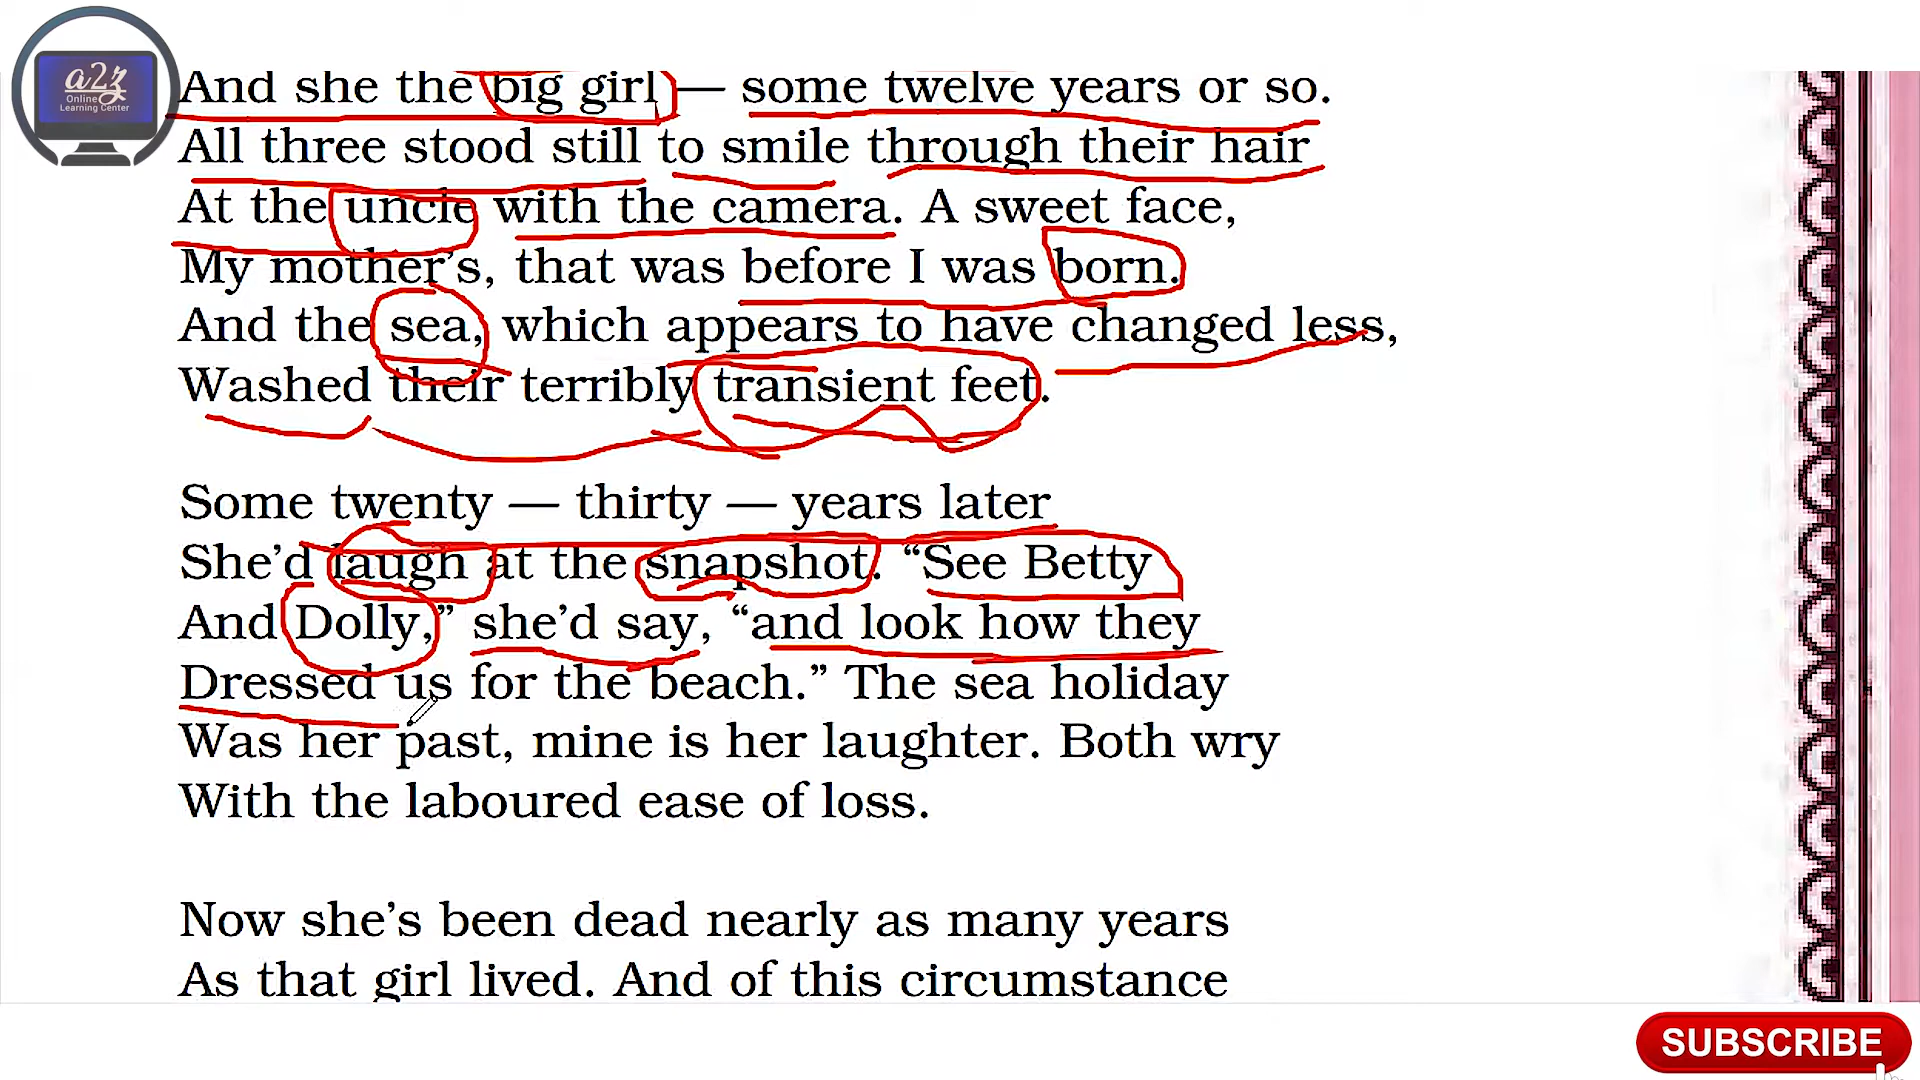 a2z
Online
Learning Center
And she the big girl — some twelve years or so.
All three stood still to smile through their hair
At the uncle with the camera. A sweet face,
My mother’s, that was before I was born.
And the sea, which appears to have changed less,
Washed their terribly transient feet.
Some twenty — thirty — years later
She’d laugh at the snapshot. “See Betty
And Dolly,” she’d say, “and look how they
Dressed us for the beach.” The sea holiday
Was her past, mine is her laughter. Both wry
With the laboured ease of loss.
Now she’s been dead nearly as many years
As that girl lived. And of this circumstance
SUBSCRIBE